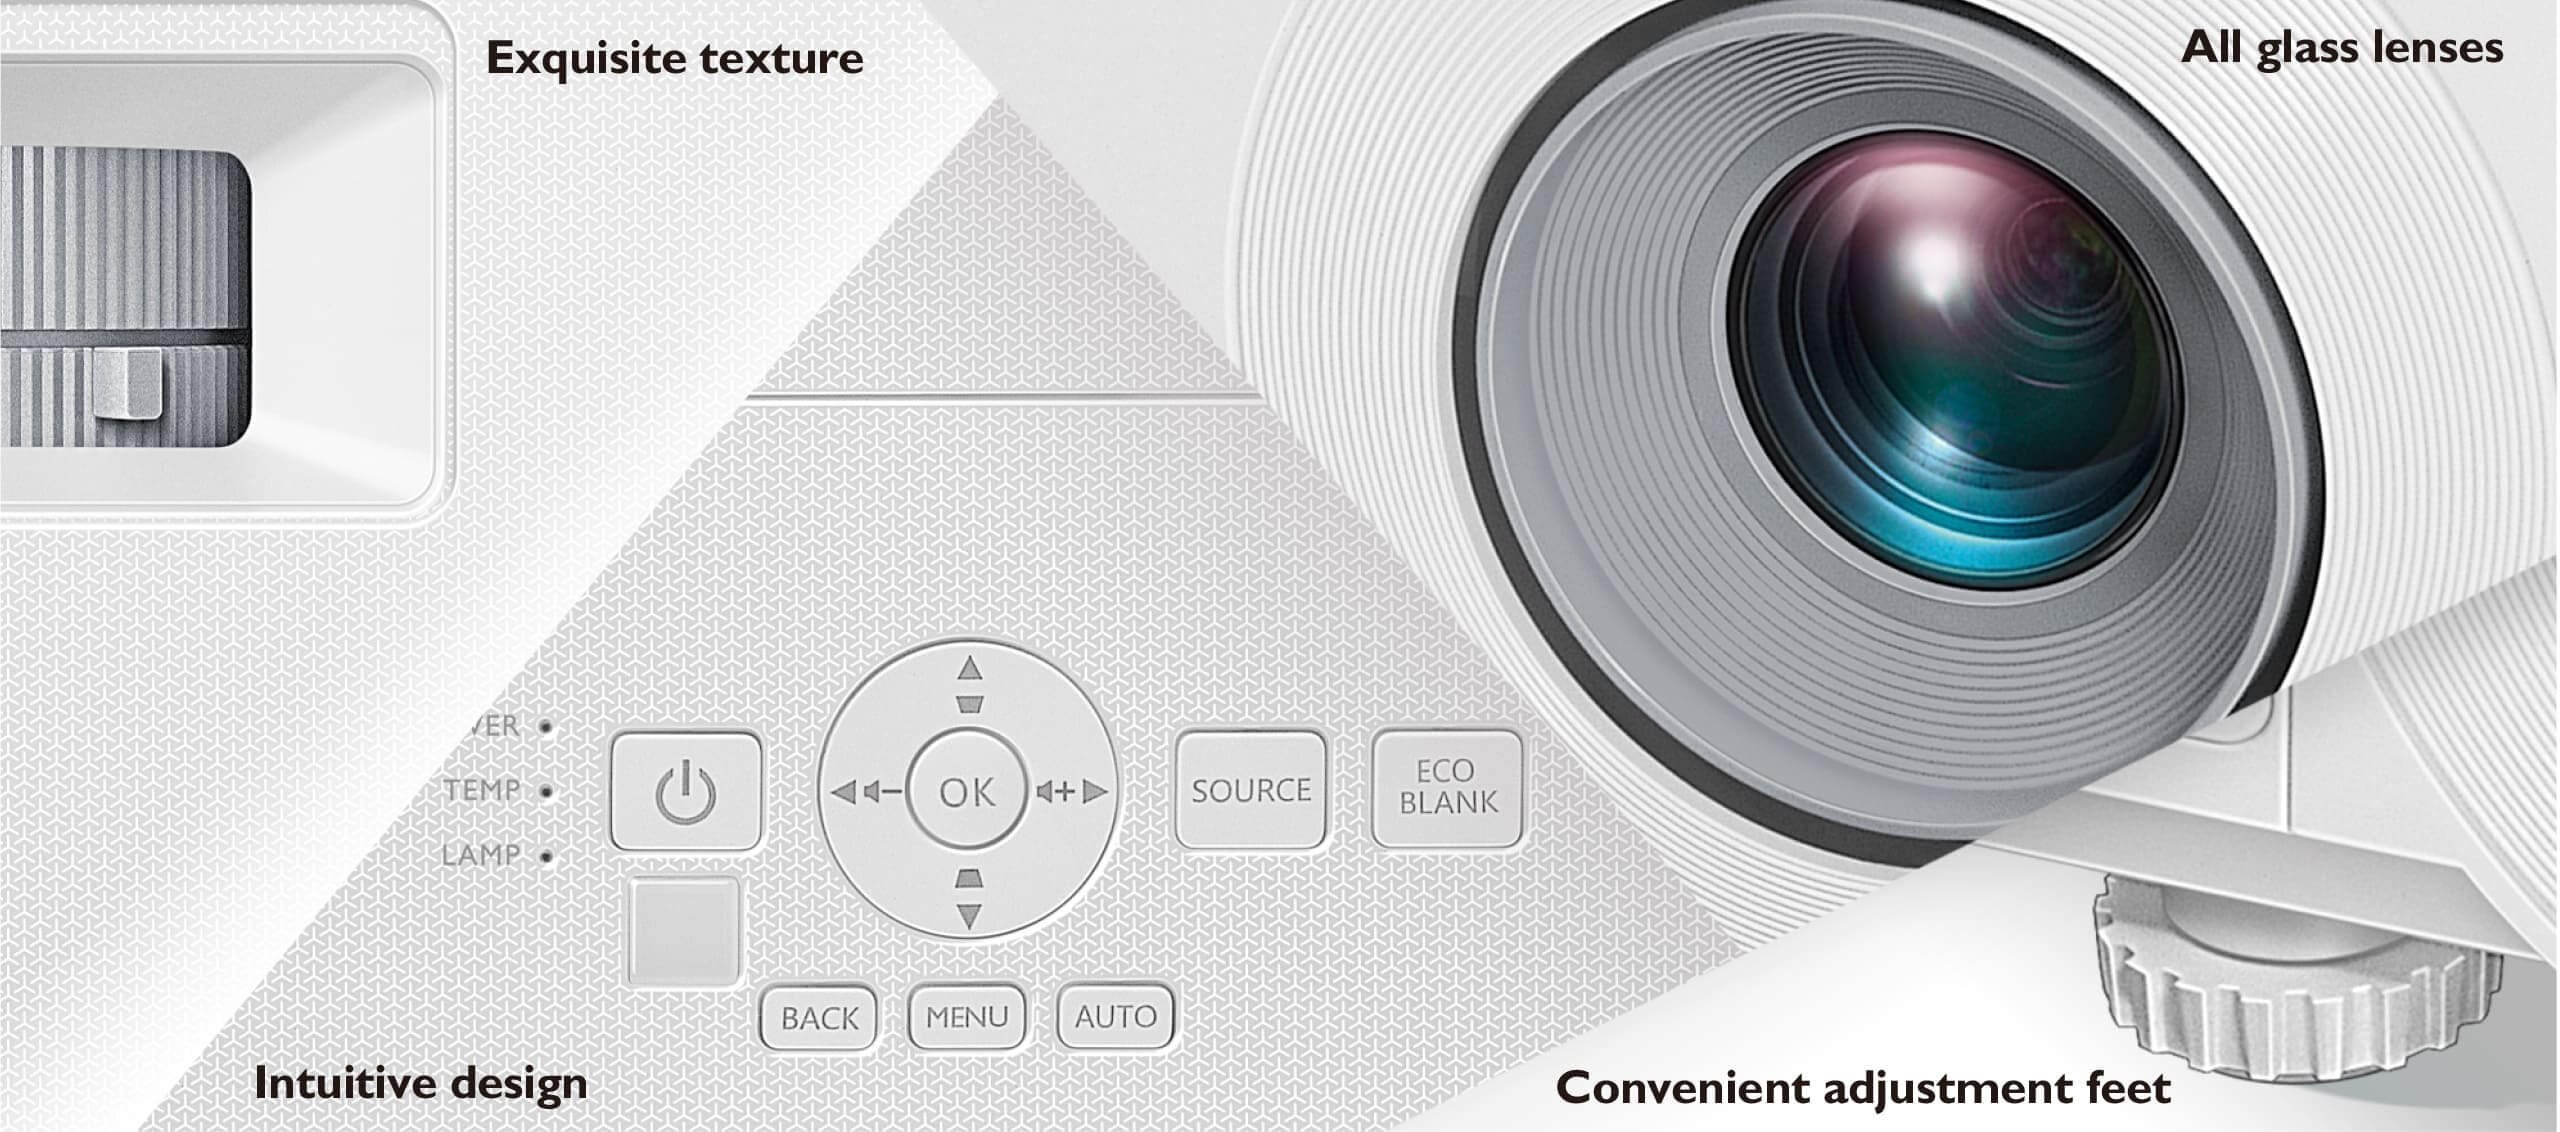 Exquisite texture
All glass lenses
TEMP
LAMP
OK
SOURCE
ECO
BLANK
BACK
MENU
AUTO
Intuitive design
Convenient adjustment feet